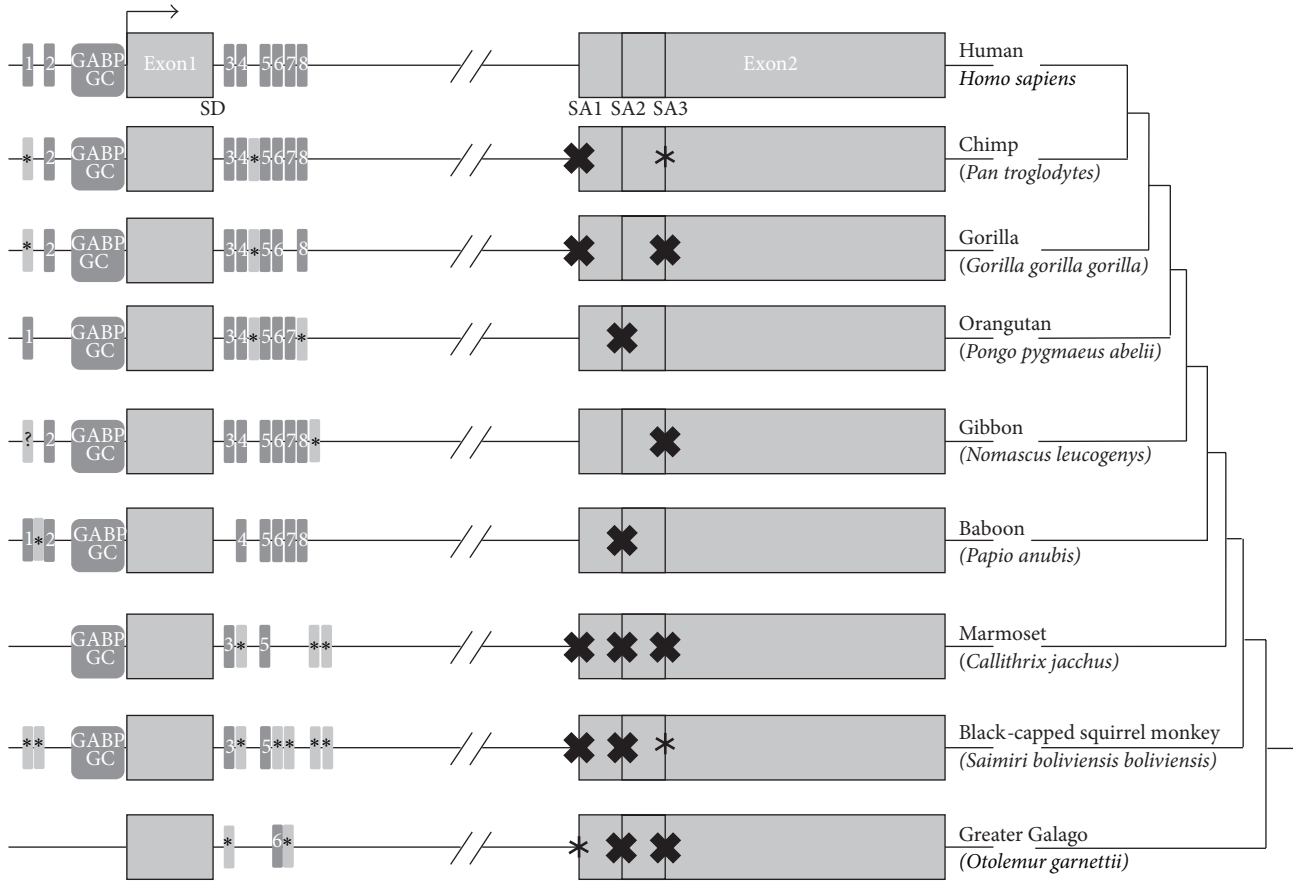 1 2 GABP GC Exon1 3 4 5 6 7 8 Exon2 Human
Homo sapiens
SD SA1 SA2 SA3
* 2 GABP GC 3 4 * 5 6 7 8 * Chimp
(Pan troglodytes)
* 2 GABP GC 3 4 * 5 6 8 Gorilla
(Gorilla gorilla gorilla)
1 GABP GC 3 4 * 5 6 7 * Orangutan
(Pongo pygmaeus abelii)
? 2 GABP GC 3 4 5 6 7 8 * Gibbon
(Nomascus leucogenys)
1 * 2 GABP GC 4 5 6 7 8 Baboon
(Papio anubis)
GABP GC 3 * 5 * * Marmoset
(Callithrix jacchus)
* * GABP GC 3 * 5 * * * * * Black-capped squirrel monkey
(Saimiri boliviensis boliviensis)
* 6 * * Greater Galago
(Otolemur garnettii)